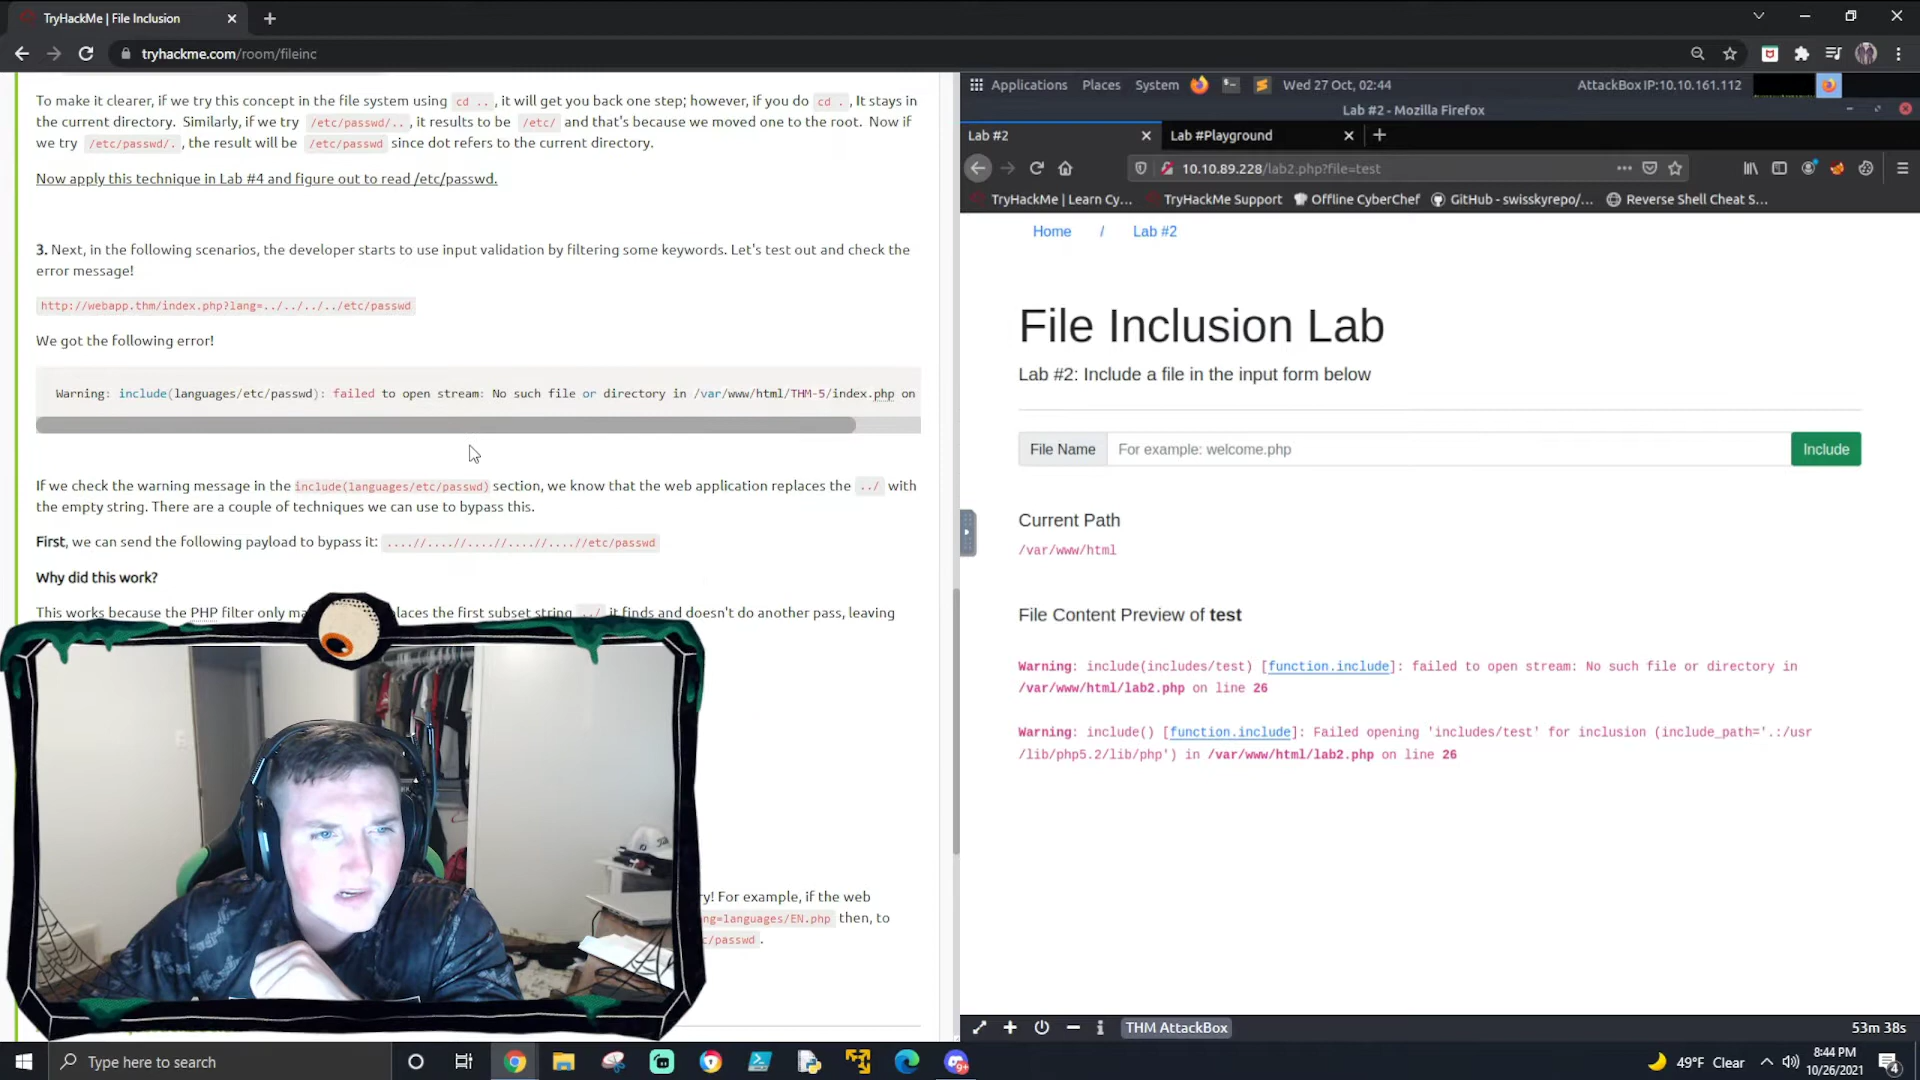 TryHackMe | File Inclusion
tryhackme.com/room/fileinc
To make it clearer, if we try this concept in the file system using cd .., it will get you back one step; however, if you do cd ., It stays in
the current directory. Similarly, if we try /etc/passwd/.., it results to be /etc/ and that's because we moved one to the root. Now if
we try /etc/passwd/., the result will be /etc/passwd since dot refers to the current directory.
Now apply this technique in Lab #4 and figure out to read /etc/passwd.
3. Next, in the following scenarios, the developer starts to use input validation by filtering some keywords. Let's test out and check the
error message!
http://webapp.thm/index.php?lang=../../../../etc/passwd
We got the following error!
Warning: include(languages/etc/passwd): failed to open stream: No such file or directory in /var/www/html/THM-5/index.php on
If we check the warning message in the include(languages/etc/passwd) section, we know that the web application replaces the ../ with
the empty string. There are a couple of techniques we can use to bypass this.
First, we can send the following payload to bypass it: ....//....//....//....//....//etc/passwd
Why did this work?
This works because the PHP filter only ma places the first subset string ../ it finds and doesn't do another pass, leaving
ry! For example, if the web
ng=languages/EN.php then, to
c/passwd.
Applications Places System Wed 27 Oct, 02:44 AttackBox IP:10.10.161.112
Lab #2 - Mozilla Firefox
Lab #2 Lab #Playground
10.10.89.228/lab2.php?file=test
TryHackMe | Learn Cy... TryHackMe Support Offline CyberChef GitHub - swisskyrepo/... Reverse Shell Cheat S...
Home / Lab #2
File Inclusion Lab
Lab #2: Include a file in the input form below
File Name For example: welcome.php Include
Current Path
/var/www/html
File Content Preview of test
Warning: include(includes/test) [function.include]: failed to open stream: No such file or directory in
/var/www/html/lab2.php on line 26
Warning: include() [function.include]: Failed opening 'includes/test' for inclusion (include_path='.:/usr
/lib/php5.2/lib/php') in /var/www/html/lab2.php on line 26
THM AttackBox 53m 38s
Type here to search
9+
49°F Clear
8:44 PM
10/26/2021
4